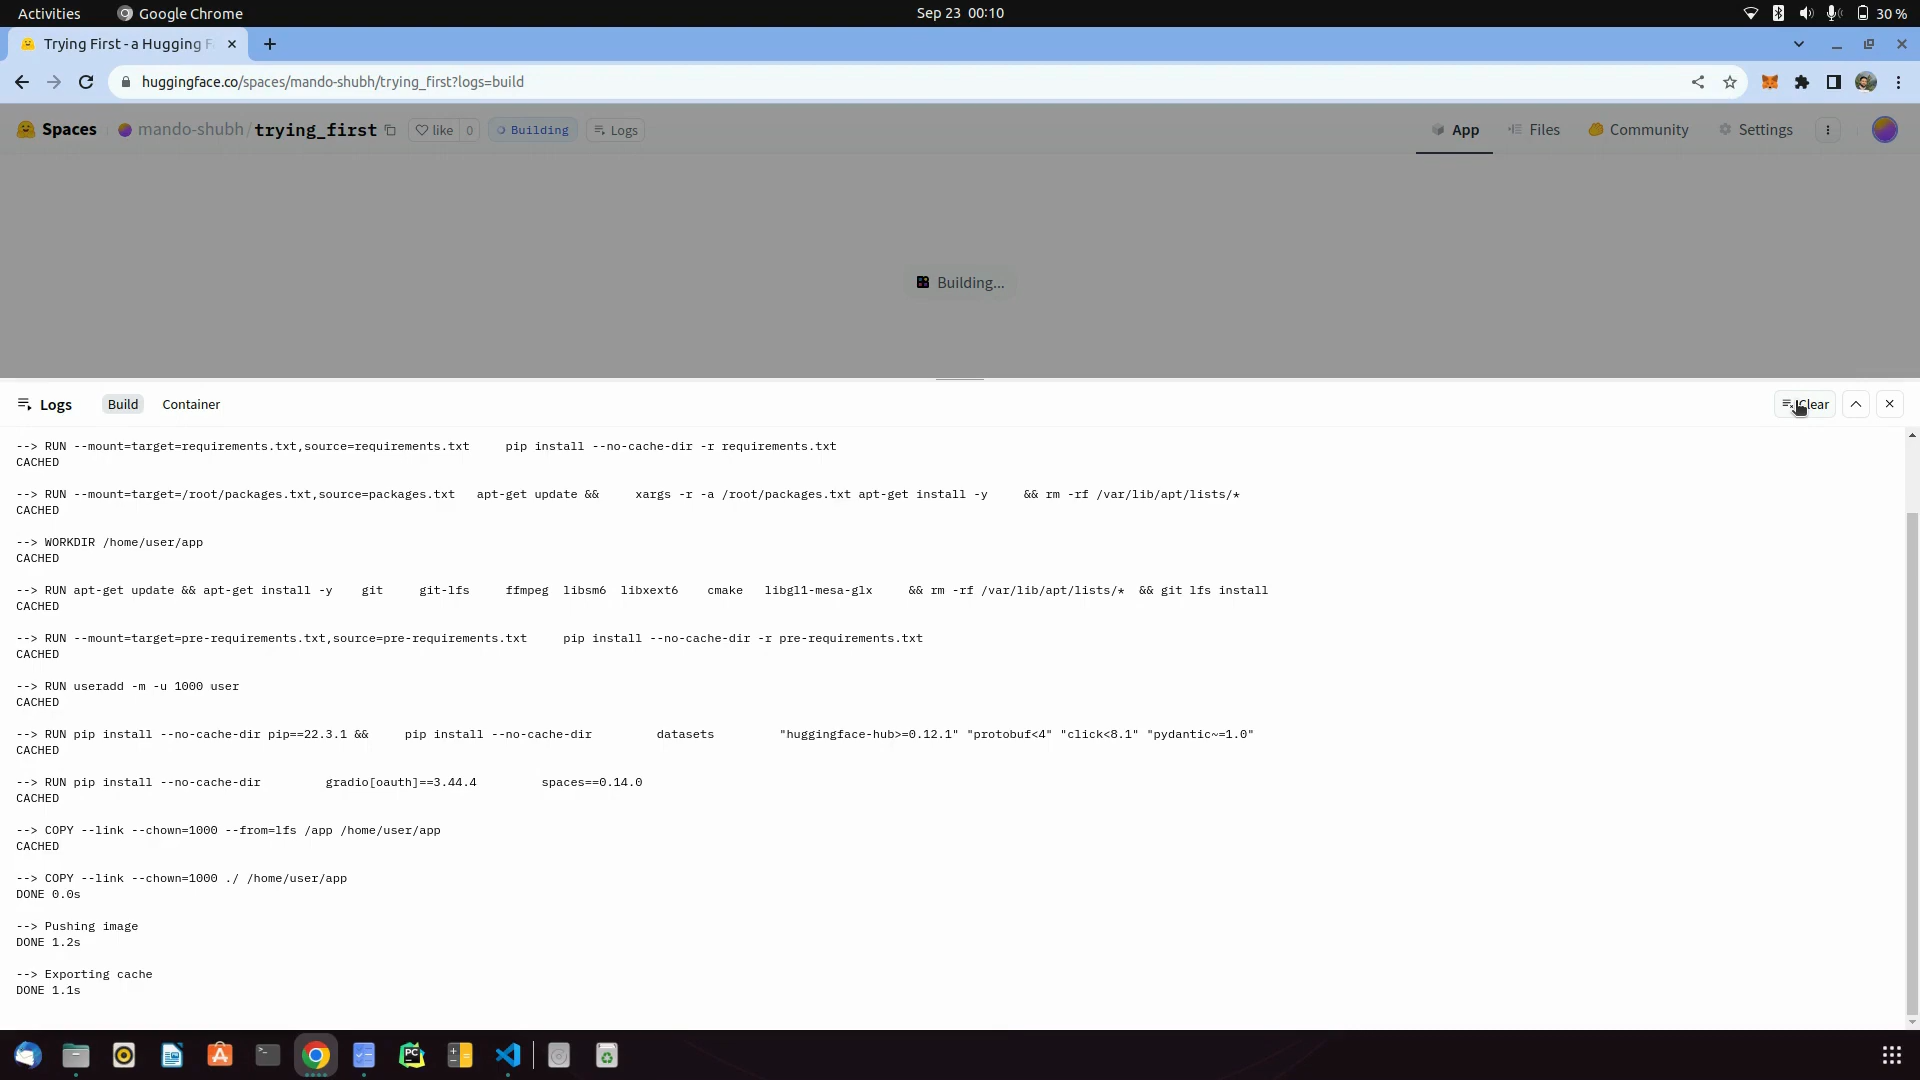 Activities Google Chrome Sep 23 00:10 30 %
Trying First - a Hugging F
huggingface.co/spaces/mando-shubh/trying_first?logs=build
Spaces mando-shubh/trying_first like 0 Building Logs App Files Community Settings
Building...
Logs Build Container Clear
--> RUN --mount=target=requirements.txt,source=requirements.txt pip install --no-cache-dir -r requirements.txt
CACHED
--> RUN --mount=target=/root/packages.txt,source=packages.txt apt-get update && xargs -r -a /root/packages.txt apt-get install -y && rm -rf /var/lib/apt/lists/*
CACHED
--> WORKDIR /home/user/app
CACHED
--> RUN apt-get update && apt-get install -y git git-lfs ffmpeg libsm6 libxext6 cmake libgl1-mesa-glx && rm -rf /var/lib/apt/lists/* && git lfs install
CACHED
--> RUN --mount=target=pre-requirements.txt,source=pre-requirements.txt pip install --no-cache-dir -r pre-requirements.txt
CACHED
--> RUN useradd -m -u 1000 user
CACHED
--> RUN pip install --no-cache-dir pip==22.3.1 && pip install --no-cache-dir datasets "huggingface-hub>=0.12.1" "protobuf<4" "click<8.1" "pydantic~=1.0"
CACHED
--> RUN pip install --no-cache-dir gradio[oauth]==3.44.4 spaces==0.14.0
CACHED
--> COPY --link --chown=1000 --from=lfs /app /home/user/app
CACHED
--> COPY --link --chown=1000 ./ /home/user/app
DONE 0.0s
--> Pushing image
DONE 1.2s
--> Exporting cache
DONE 1.1s
PC